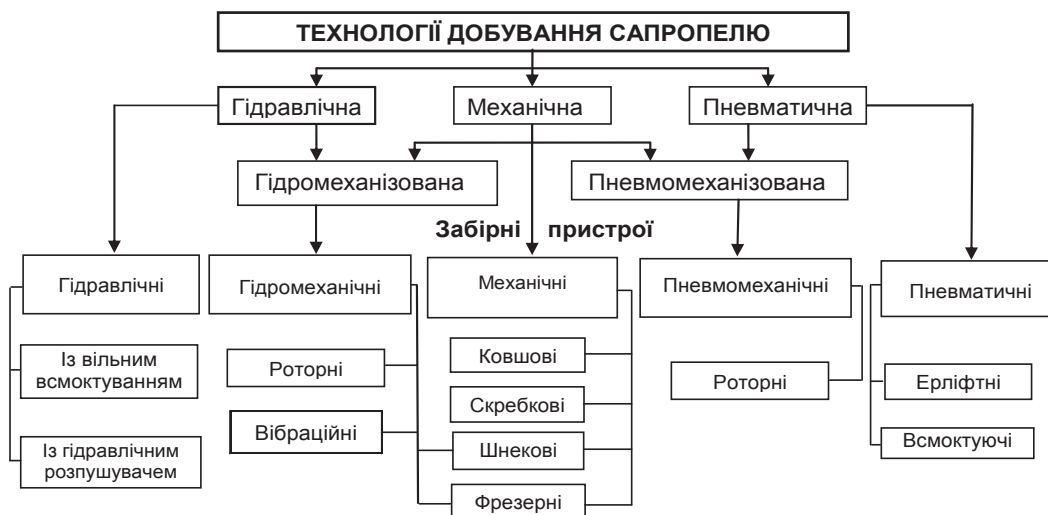 ТЕХНОЛОГІЇ ДОБУВАННЯ САПРОПЕЛЮ
Гідравлічна
Механічна
Пневматична
Гідромеханізована
Пневмомеханізована
Забірні пристрої
Гідравлічні
Гідромеханічні
Механічні
Пневмомеханічні
Пневматичні
Із вільним
всмоктуванням
Роторні
Ковшові
Роторні
Ерліфтні
Скребкові
Вібраційні
Шнекові
Всмоктуючі
Із гідравлічним
розпушувачем
Фрезерні